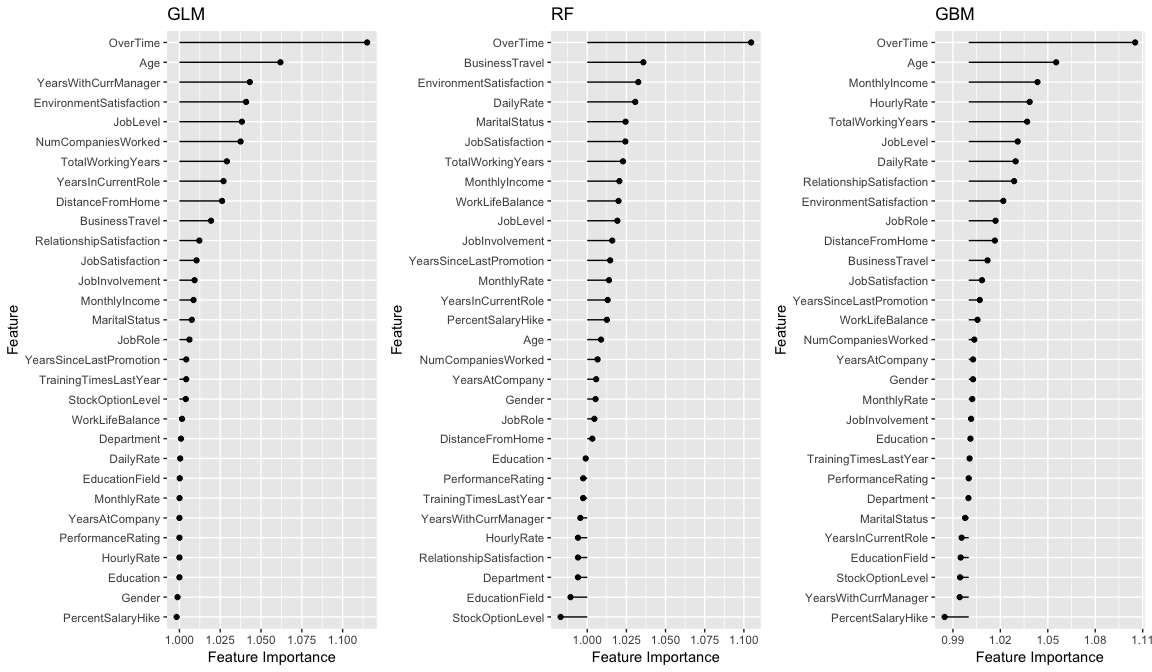 GLM
OverTime
Age
YearsWithCurrManager
EnvironmentSatisfaction
JobLevel
NumCompaniesWorked
TotalWorkingYears
YearsInCurrentRole
DistanceFromHome
BusinessTravel
RelationshipSatisfaction
JobSatisfaction
JobInvolvement
MonthlyIncome
MaritalStatus
JobRole
YearsSinceLastPromotion
TrainingTimesLastYear
StockOptionLevel
WorkLifeBalance
Department
DailyRate
EducationField
MonthlyRate
YearsAtCompany
PerformanceRating
HourlyRate
Education
Gender
PercentSalaryHike
Feature
1.000 1.025 1.050 1.075 1.100
Feature Importance
RF
OverTime
BusinessTravel
EnvironmentSatisfaction
DailyRate
MaritalStatus
JobSatisfaction
TotalWorkingYears
MonthlyIncome
WorkLifeBalance
JobLevel
JobInvolvement
YearsSinceLastPromotion
MonthlyRate
YearsInCurrentRole
PercentSalaryHike
Age
NumCompaniesWorked
YearsAtCompany
Gender
JobRole
DistanceFromHome
Education
PerformanceRating
TrainingTimesLastYear
YearsWithCurrManager
HourlyRate
RelationshipSatisfaction
Department
EducationField
StockOptionLevel
Feature
1.000 1.025 1.050 1.075 1.100
Feature Importance
GBM
OverTime
Age
MonthlyIncome
HourlyRate
TotalWorkingYears
JobLevel
DailyRate
RelationshipSatisfaction
EnvironmentSatisfaction
JobRole
DistanceFromHome
BusinessTravel
JobSatisfaction
YearsSinceLastPromotion
WorkLifeBalance
NumCompaniesWorked
YearsAtCompany
Gender
MonthlyRate
JobInvolvement
Education
TrainingTimesLastYear
PerformanceRating
Department
MaritalStatus
YearsInCurrentRole
EducationField
StockOptionLevel
YearsWithCurrManager
PercentSalaryHike
Feature
0.99 1.02 1.05 1.08 1.11
Feature Importance